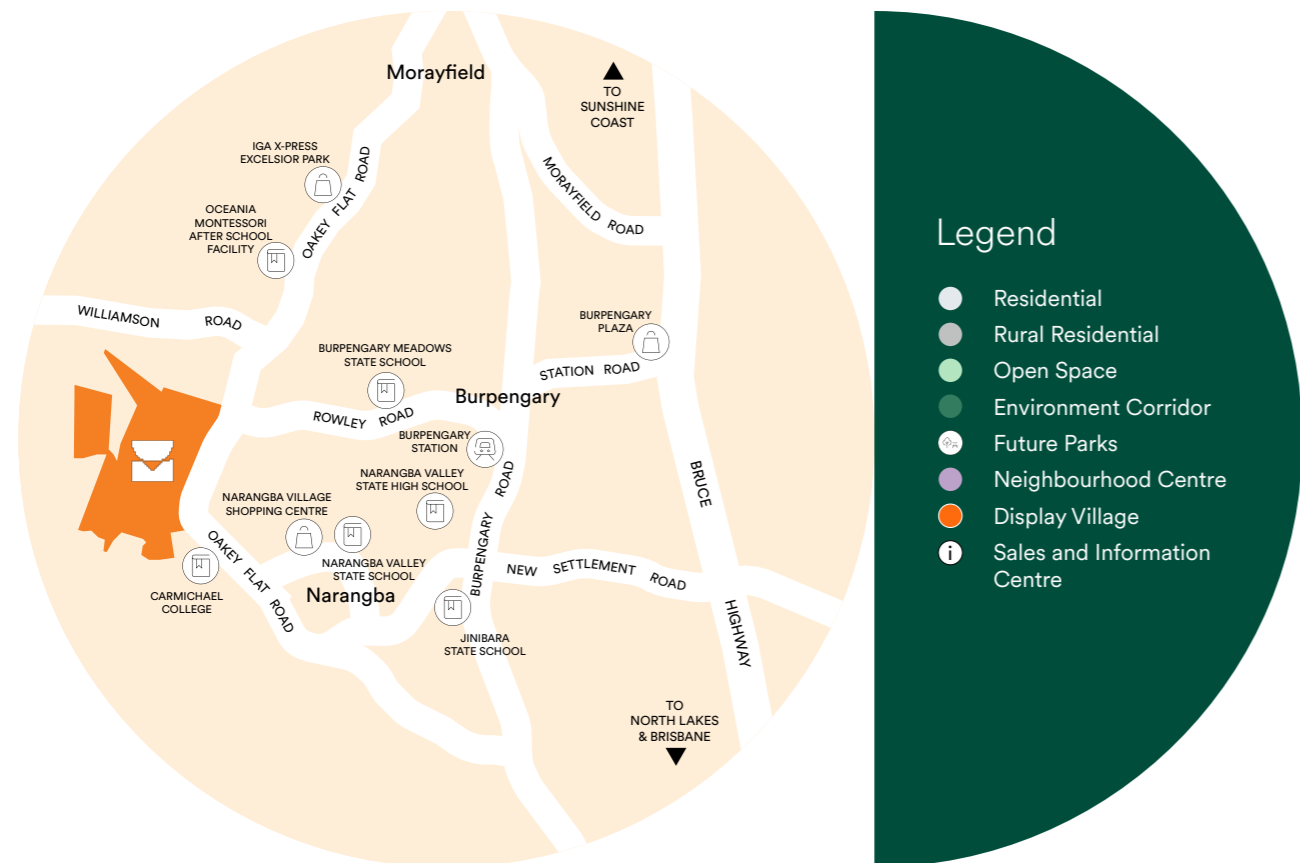 Morayfield
TO
SUNSHINE
COAST
IGA X-PRESS
EXCELSIOR PARK
OAKEY FLAT ROAD
MORAYFIELD ROAD
OCEANIA
MONTESSORI
AFTER SCHOOL
FACILITY
WILLIAMSON ROAD
BURPENGARY
PLAZA
BURPENGARY MEADOWS
STATE SCHOOL
STATION ROAD
Burpengary
ROWLEY ROAD
BURPENGARY
STATION
NARANGBA VALLEY
STATE HIGH SCHOOL
BRUCE HIGHWAY
NARANGBA VILLAGE
SHOPPING CENTRE
BURPENGARY ROAD
OAKEY FLAT ROAD
NARANGBA VALLEY
STATE SCHOOL
NEW SETTLEMENT ROAD
CARMICHAEL
COLLEGE
Narangba
JINIBARA
STATE SCHOOL
TO
NORTH LAKES
& BRISBANE
Legend
Residential
Rural Residential
Open Space
Environment Corridor
Future Parks
Neighbourhood Centre
Display Village
i
Sales and Information
Centre